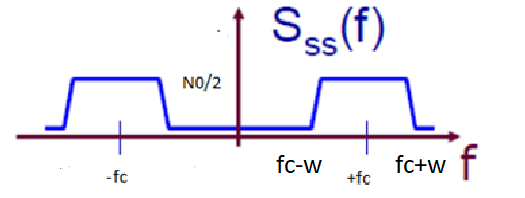 Sss(f)
N0/2
-fc
fc-w
+fc
fc+w
f